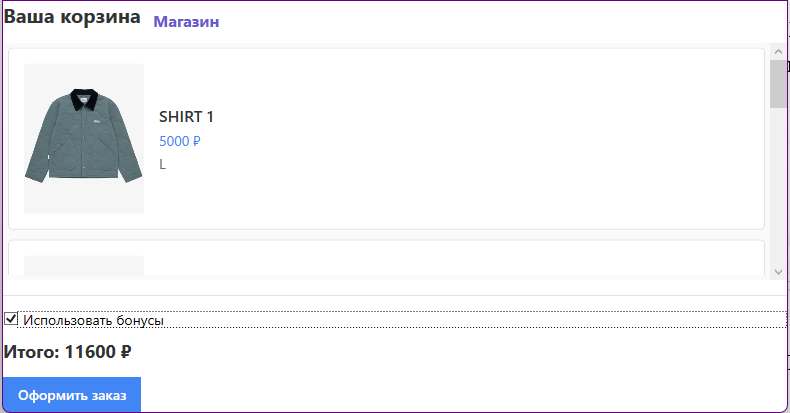 Ваша корзина Магазин
SHIRT 1
5000 ₽
L
Использовать бонусы
Итого: 11600 ₽
Оформить заказ